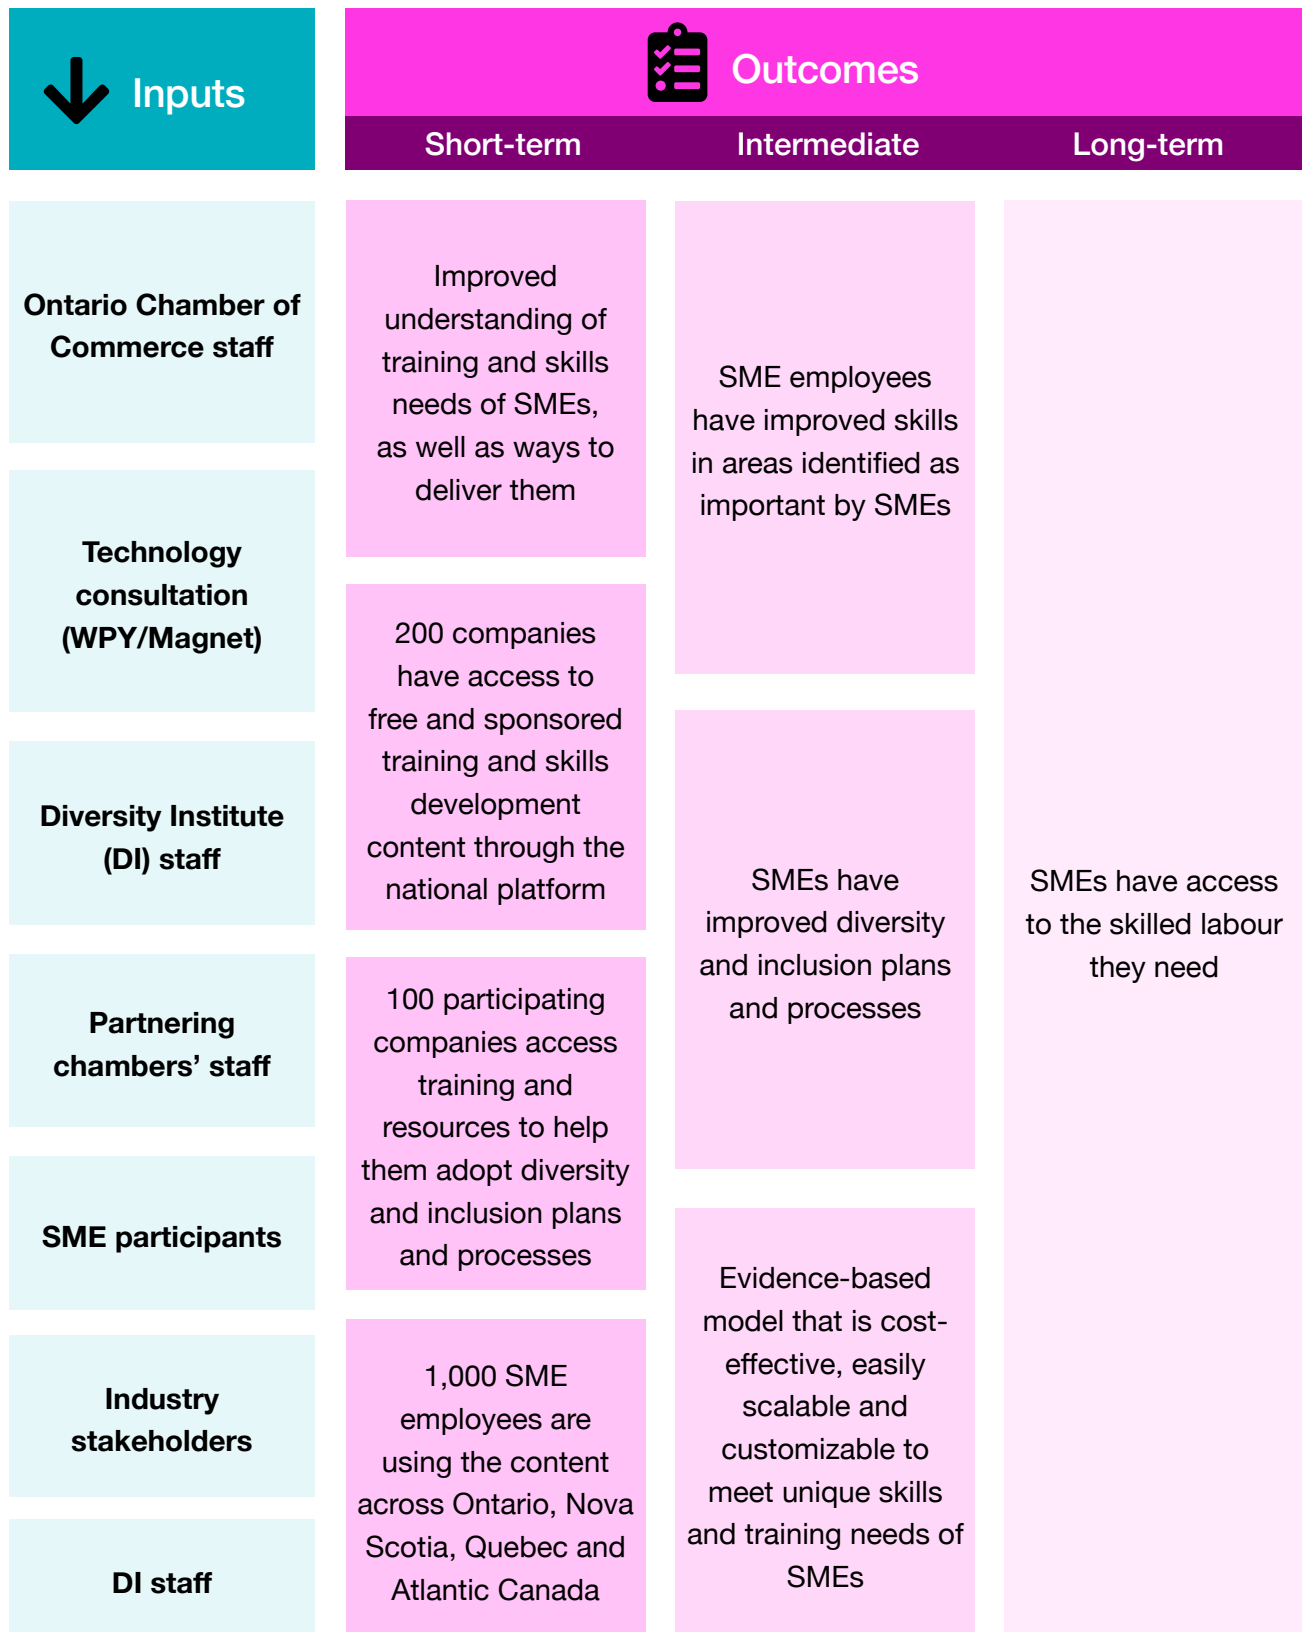 Inputs
Outcomes
Short-term
Intermediate
Long-term
Ontario Chamber of
Commerce staff
Technology
consultation
(WPY/Magnet)
Diversity Institute
(DI) staff
Partnering
chambers’ staff
SME participants
Industry
stakeholders
DI staff
Improved
understanding of
training and skills
needs of SMEs,
as well as ways to
deliver them
200 companies
have access to
free and sponsored
training and skills
development
content through the
national platform
100 participating
companies access
training and
resources to help
them adopt diversity
and inclusion plans
and processes
1,000 SME
employees are
using the content
across Ontario, Nova
Scotia, Quebec and
Atlantic Canada
SME employees
have improved skills
in areas identified as
important by SMEs
SMEs have
improved diversity
and inclusion plans
and processes
Evidence-based
model that is cost-
effective, easily
scalable and
customizable to
meet unique skills
and training needs of
SMEs
SMEs have access
to the skilled labour
they need